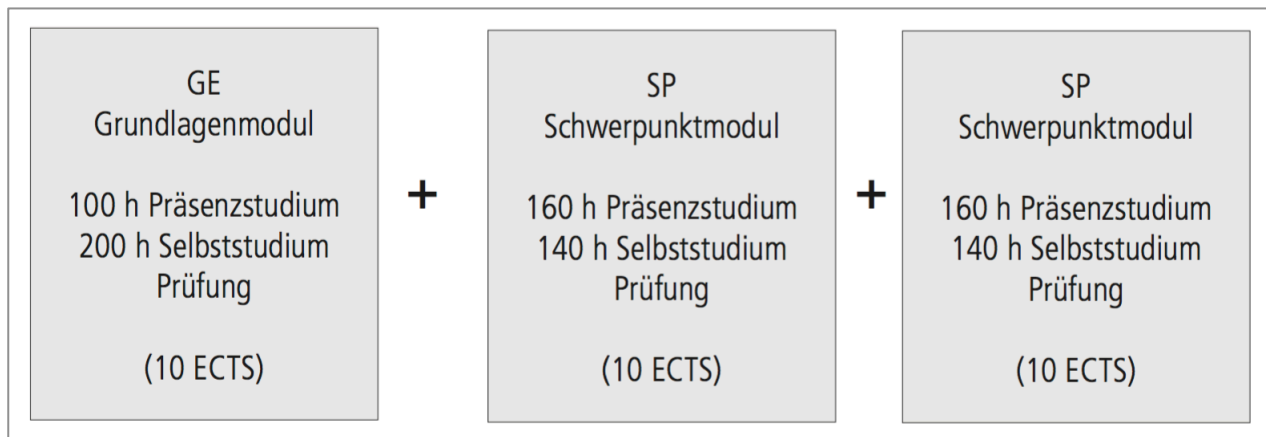 GE
Grundlagenmodul
100 h Präsenzstudium
200 h Selbststudium
Prüfung
(10 ECTS)
+
SP
Schwerpunktmodul
160 h Präsenzstudium
140 h Selbststudium
Prüfung
(10 ECTS)
+
SP
Schwerpunktmodul
160 h Präsenzstudium
140 h Selbststudium
Prüfung
(10 ECTS)